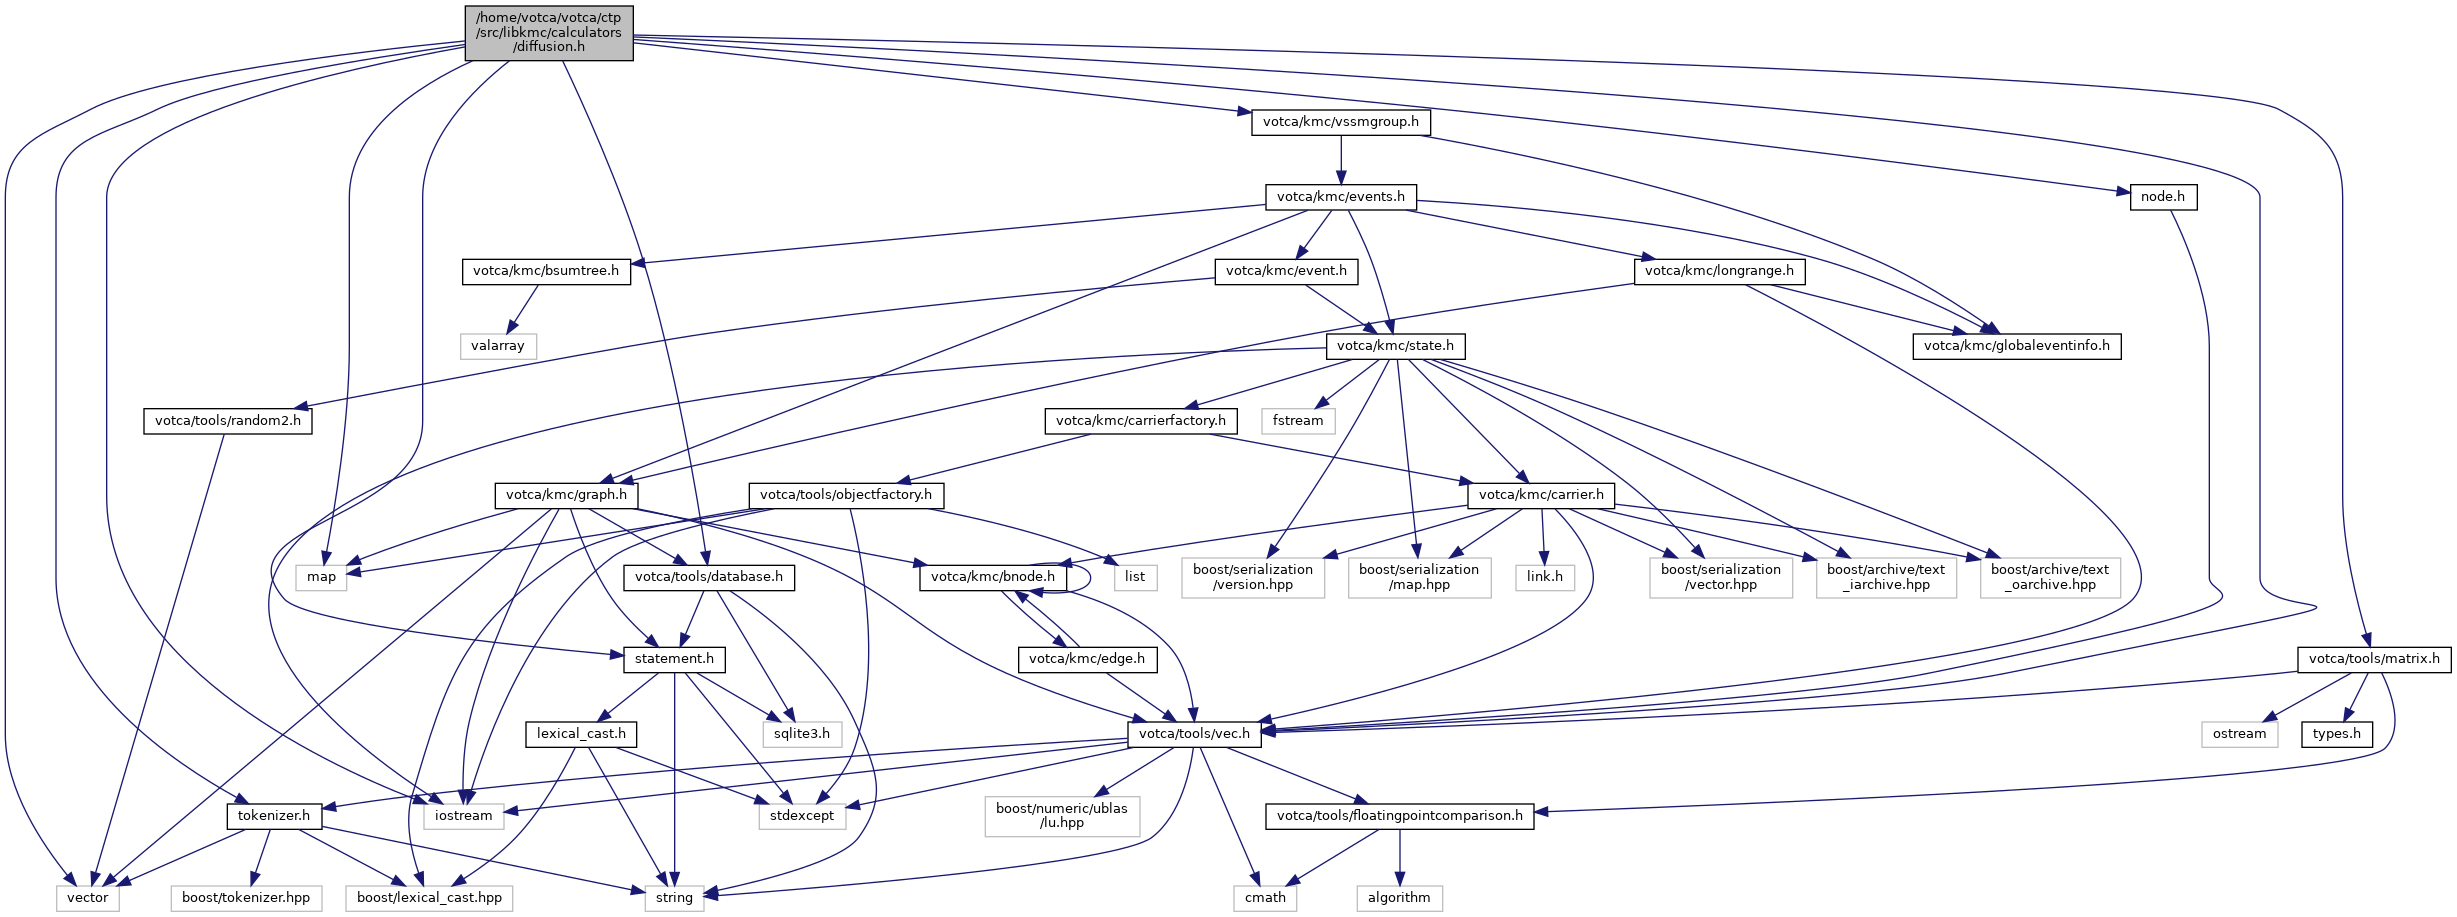 /home/votca/votca/ctp
/src/libkmc/calculators
/diffusion.h
votca/kmc/vssmgroup.h
votca/kmc/events.h
node.h
votca/kmc/bsumtree.h
votca/kmc/event.h
votca/kmc/longrange.h
valarray
votca/kmc/state.h
votca/kmc/globaleventinfo.h
votca/tools/random2.h
votca/kmc/carrierfactory.h
fstream
votca/kmc/graph.h
votca/tools/objectfactory.h
votca/kmc/carrier.h
map
votca/tools/database.h
votca/kmc/bnode.h
list
boost/serialization
/version.hpp
boost/serialization
/map.hpp
link.h
boost/serialization
/vector.hpp
boost/archive/text
_iarchive.hpp
boost/archive/text
_oarchive.hpp
statement.h
votca/kmc/edge.h
votca/tools/matrix.h
lexical_cast.h
sqlite3.h
votca/tools/vec.h
ostream
types.h
tokenizer.h
iostream
stdexcept
boost/numeric/ublas
/lu.hpp
votca/tools/floatingpointcomparison.h
vector
boost/tokenizer.hpp
boost/lexical_cast.hpp
string
cmath
algorithm